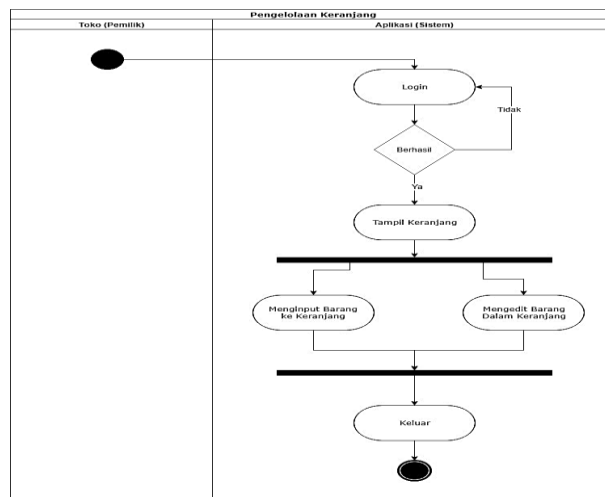 Pengelolaan Keranjang
Toko (Pemilik)
Aplikasi (Sistem)
Login
Tidak
Berhasil
Ya
Tampil Keranjang
Menginput Barang
ke Keranjang
Mengedit Barang
Dalam Keranjang
Keluar